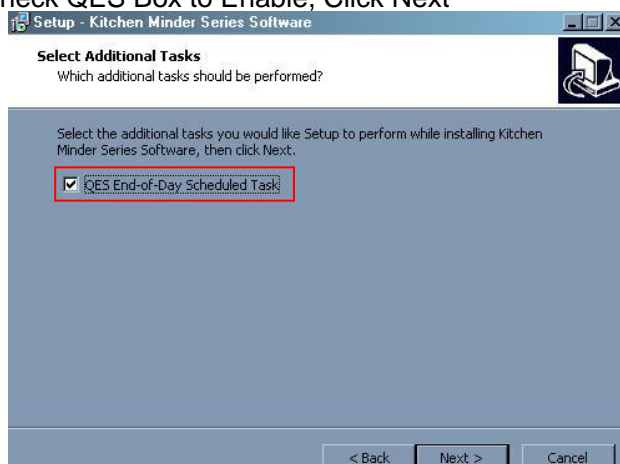 heck QES Box to Enable, Click Next
Setup - Kitchen Minder Series Software
Select Additional Tasks
Which additional tasks should be performed?
Select the additional tasks you would like Setup to perform while installing Kitchen
Minder Series Software, then click Next.
QES End-of-Day Scheduled Task
< Back Next > Cancel